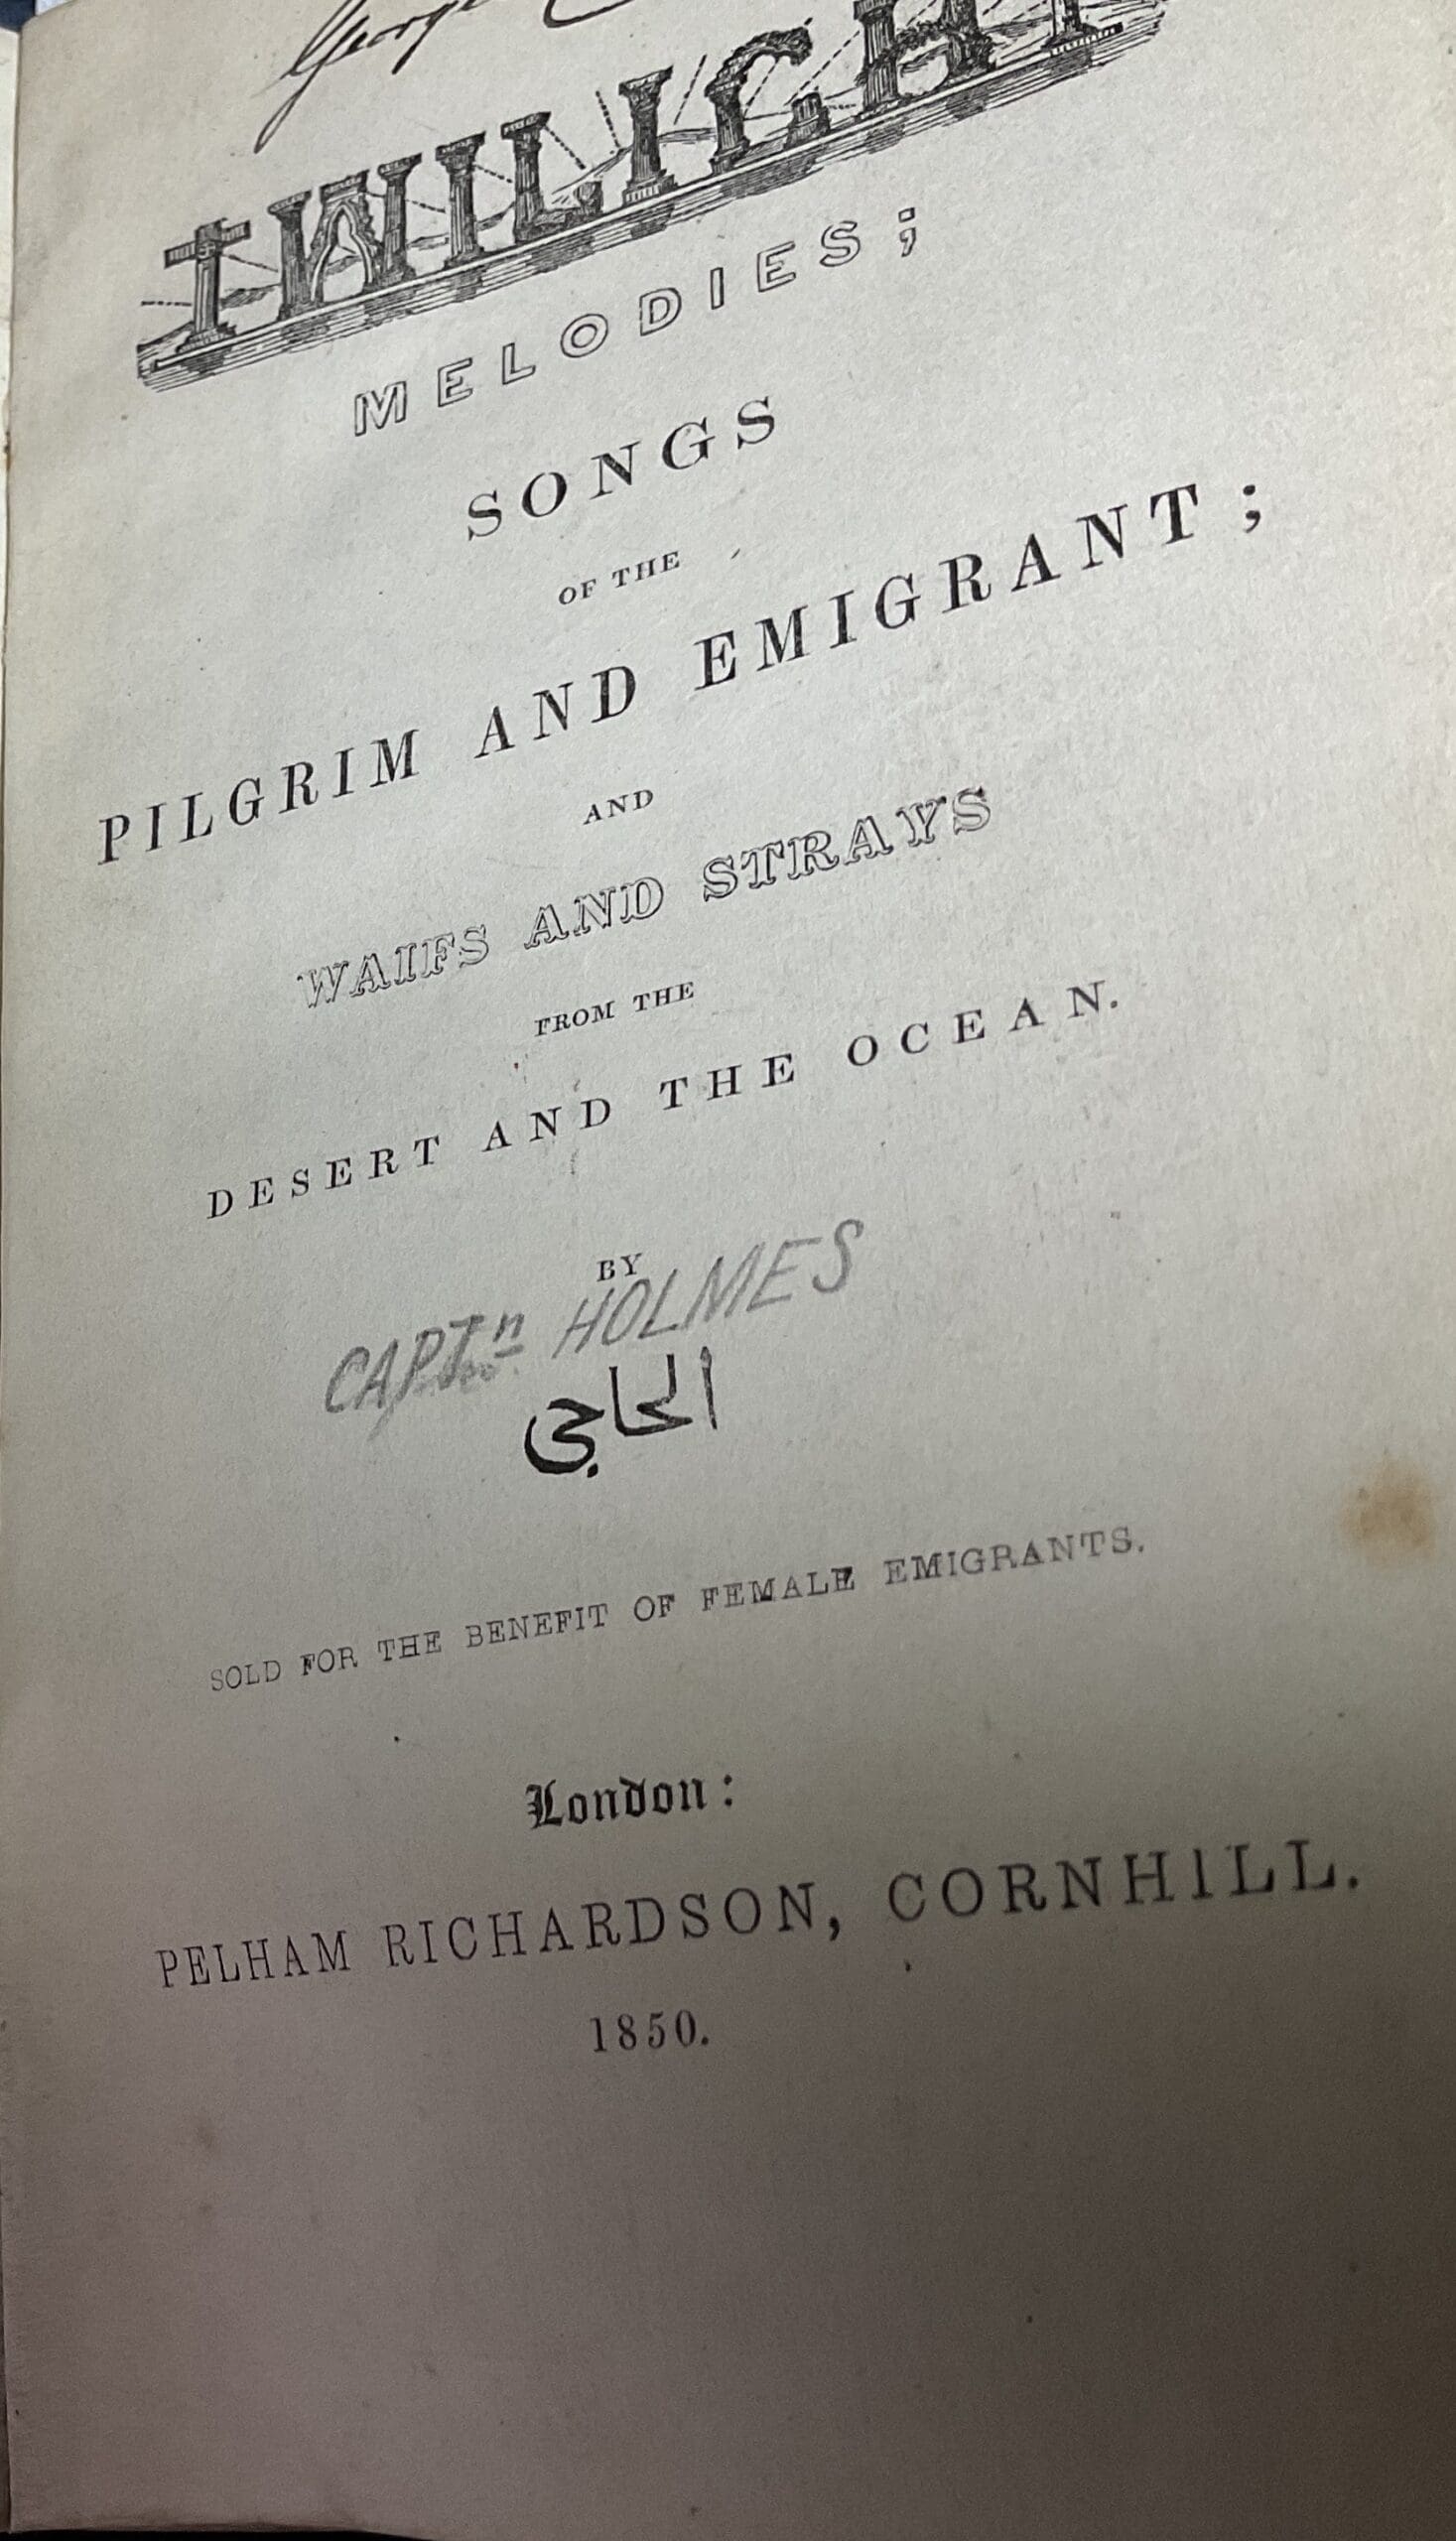 TWILIGHT
MELODIES;
SONGS
OF THE
PILGRIM AND EMIGRANT;
AND
WAIFS AND STRAYS
FROM THE
DESERT AND THE OCEAN.
BY
CAPTn HOLMES
الحاجي
SOLD FOR THE BENEFIT OF FEMALE EMIGRANTS.
London:
PELHAM RICHARDSON, CORNHILL.
1850.